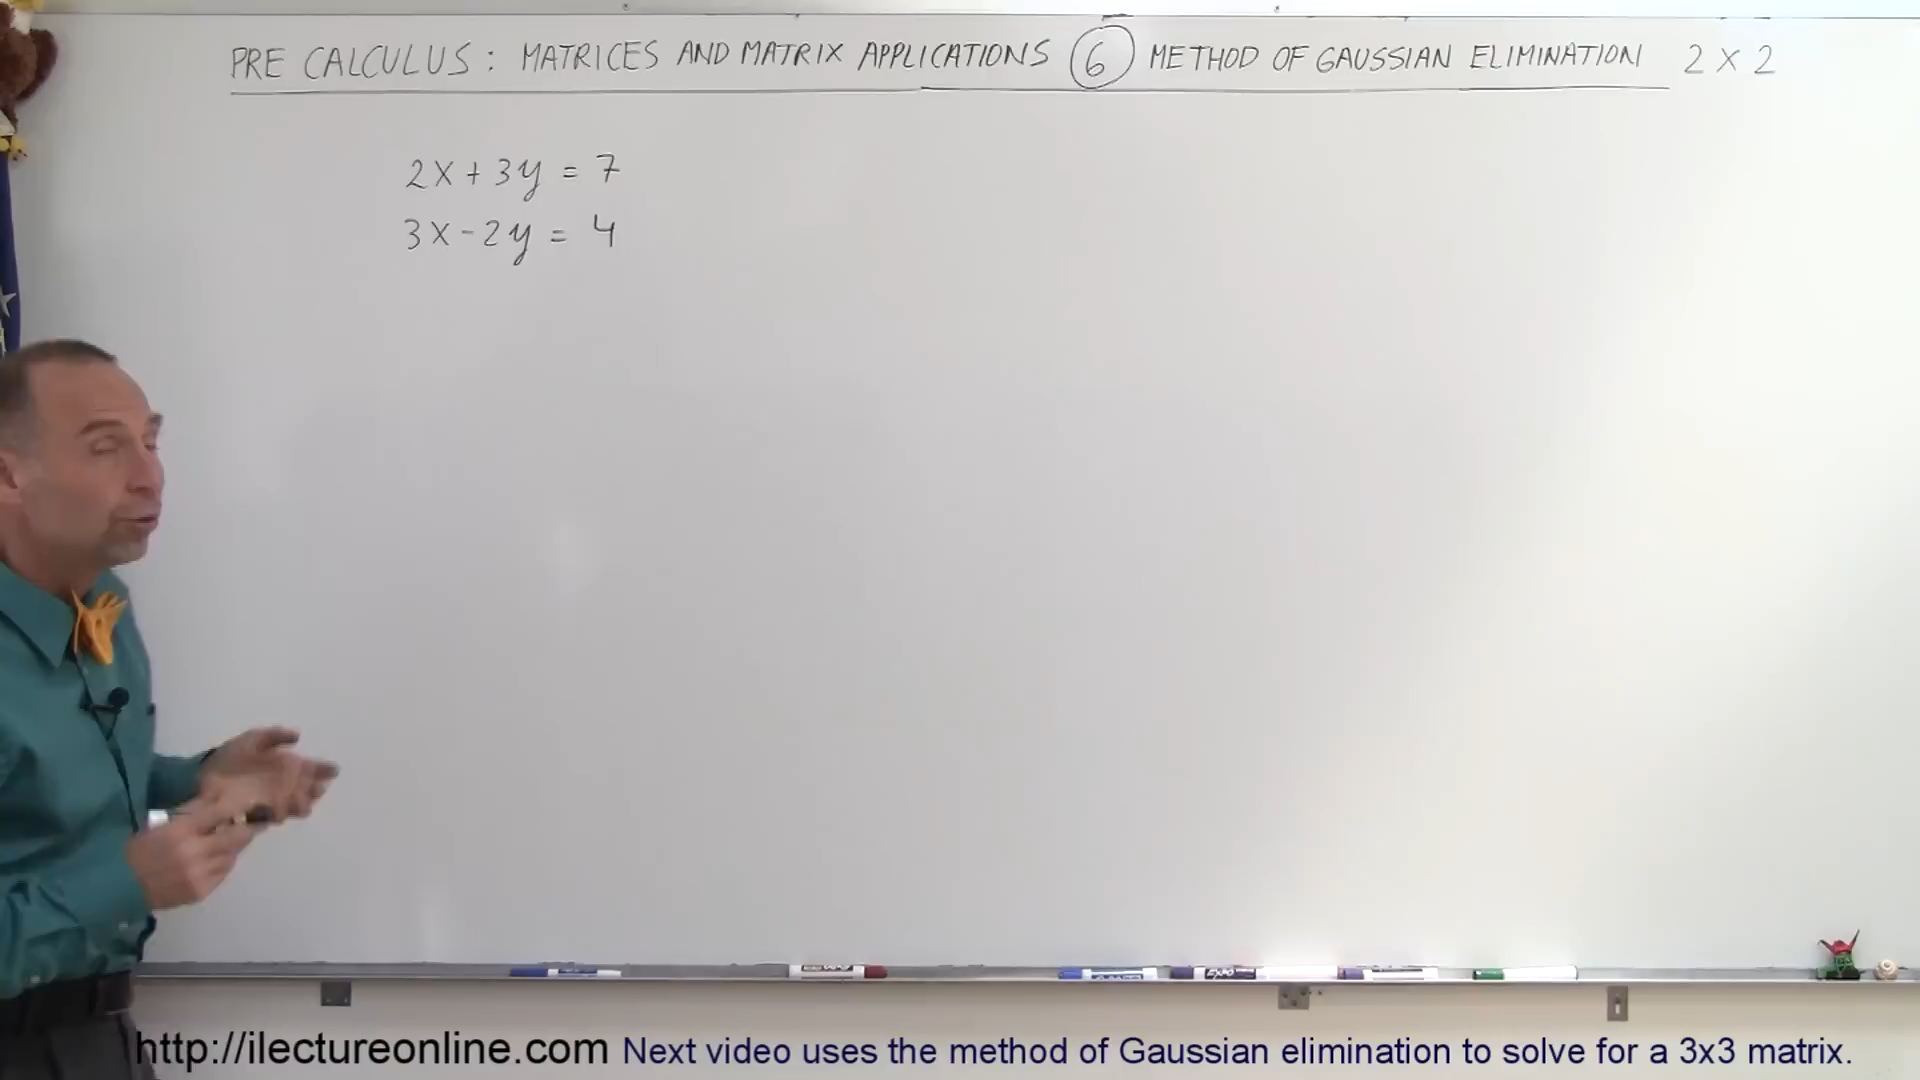 PRE CALCULUS: MATRICES AND MATRIX APPLICATIONS 6 METHOD OF GAUSSIAN ELIMINATION 2 X 2
2X + 3y = 7
3X - 2y = 4
EXPO
http://ilectureonline.com Next video uses the method of Gaussian elimination to solve for a 3x3 matrix.